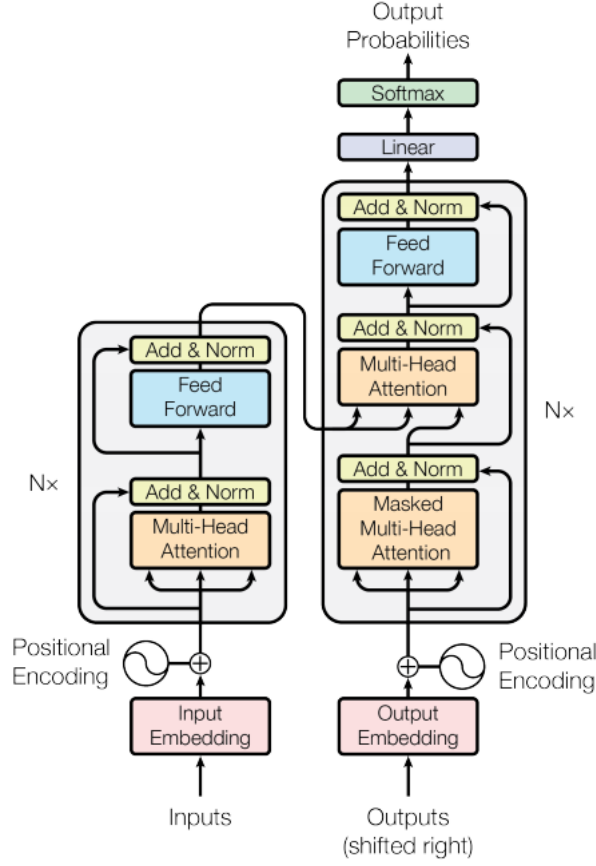 Output
Probabilities
Softmax
Linear
Add & Norm
Feed
Forward
Add & Norm
Multi-Head
Attention
Add & Norm
Masked
Multi-Head
Attention
N×
Add & Norm
Feed
Forward
Add & Norm
Multi-Head
Attention
N×
Positional
Encoding
Positional
Encoding
Input
Embedding
Output
Embedding
Inputs
Outputs
(shifted right)